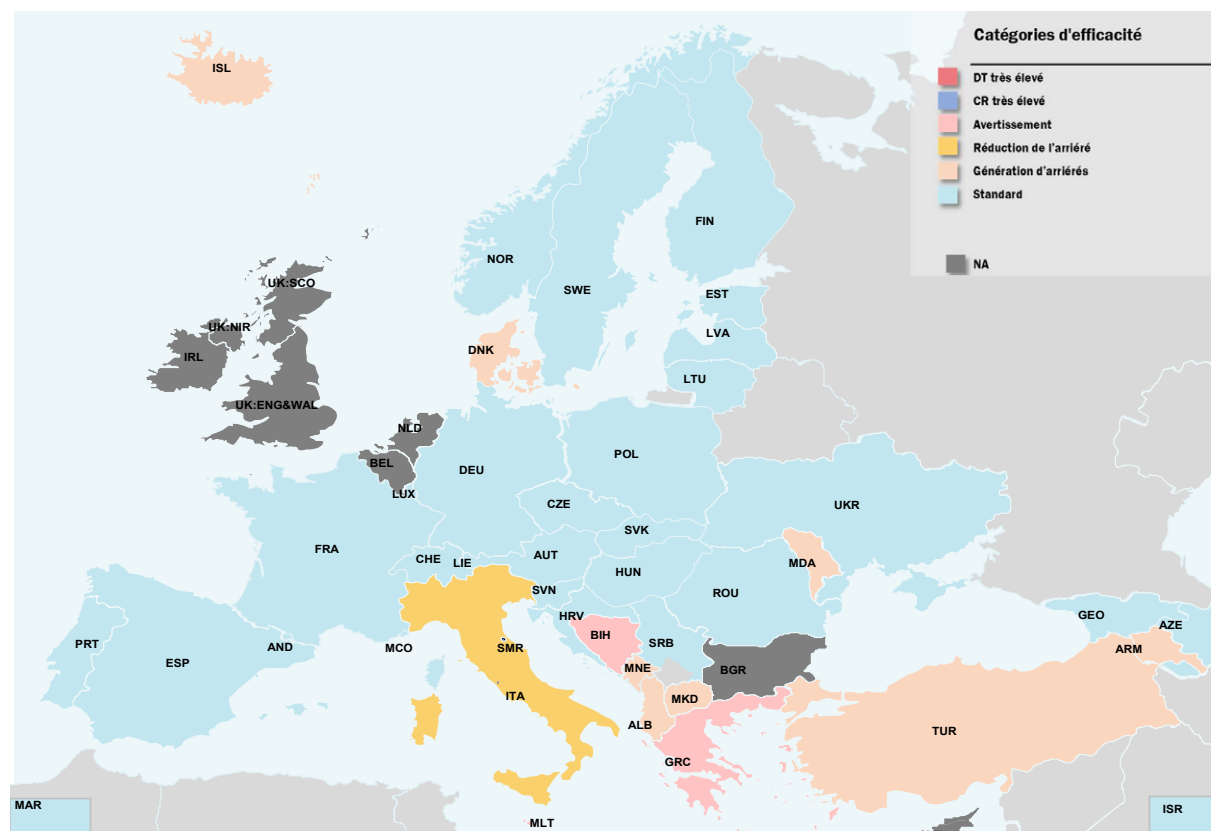 Catégories d'efficacité
DT très élevé
CR très élevé
Avertissement
Réduction de l'arriéré
Génération d'arriérés
Standard
NA
ISL
FIN
NOR
SWE
UK:SCO
EST
UK:NIR
LVA
IRL
DNK
LTU
UK:ENG&WAL
NLD
BEL
DEU
POL
LUX
CZE
UKR
SVK
FRA
CHE
LIE
AUT
MDA
HUN
SVN
ROU
HRV
GEO
AZE
PRT
BIH
SRB
AND
MCO
SMR
ARM
ESP
MNE
BGR
ITA
MKD
ALB
TUR
GRC
MAR
ISR
MLT